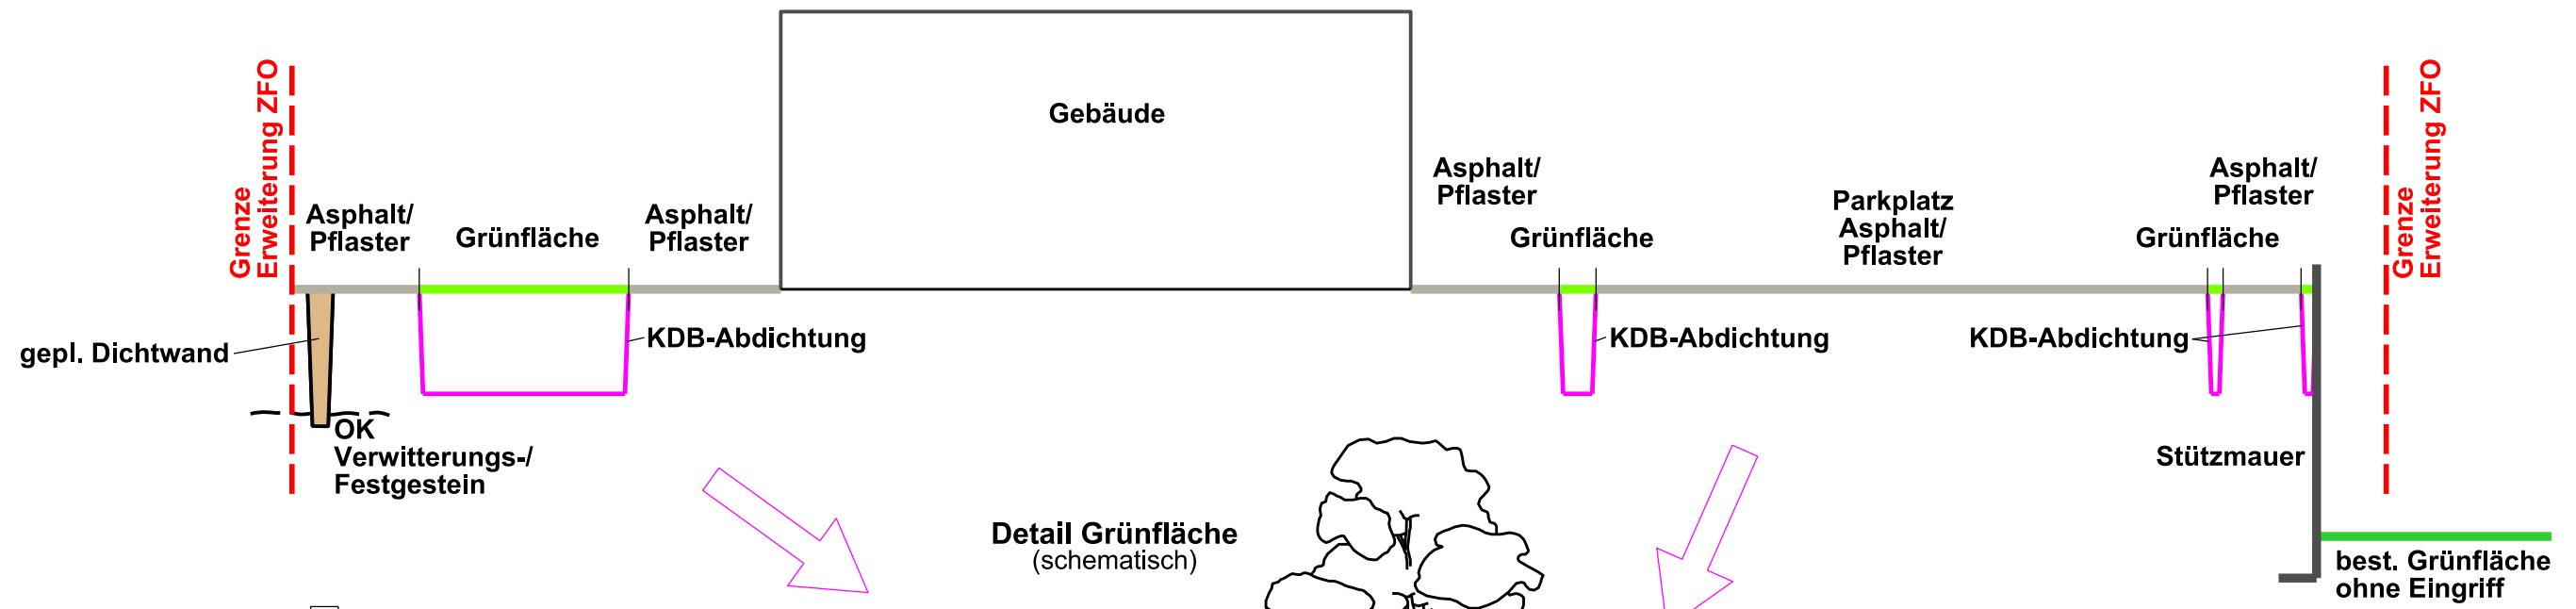 Grenze
Erweiterung ZFO
Asphalt/
Pflaster
Grünfläche
Asphalt/
Pflaster
Gebäude
Asphalt/
Pflaster
Grünfläche
Parkplatz
Asphalt/
Pflaster
Grünfläche
Asphalt/
Pflaster
Grenze
Erweiterung ZFO
gepl. Dichtwand
KDB-Abdichtung
KDB-Abdichtung
KDB-Abdichtung
OK
Verwitterungs-/
Festgestein
Stützmauer
Detail Grünfläche
(schematisch)
best. Grünfläche
ohne Eingriff